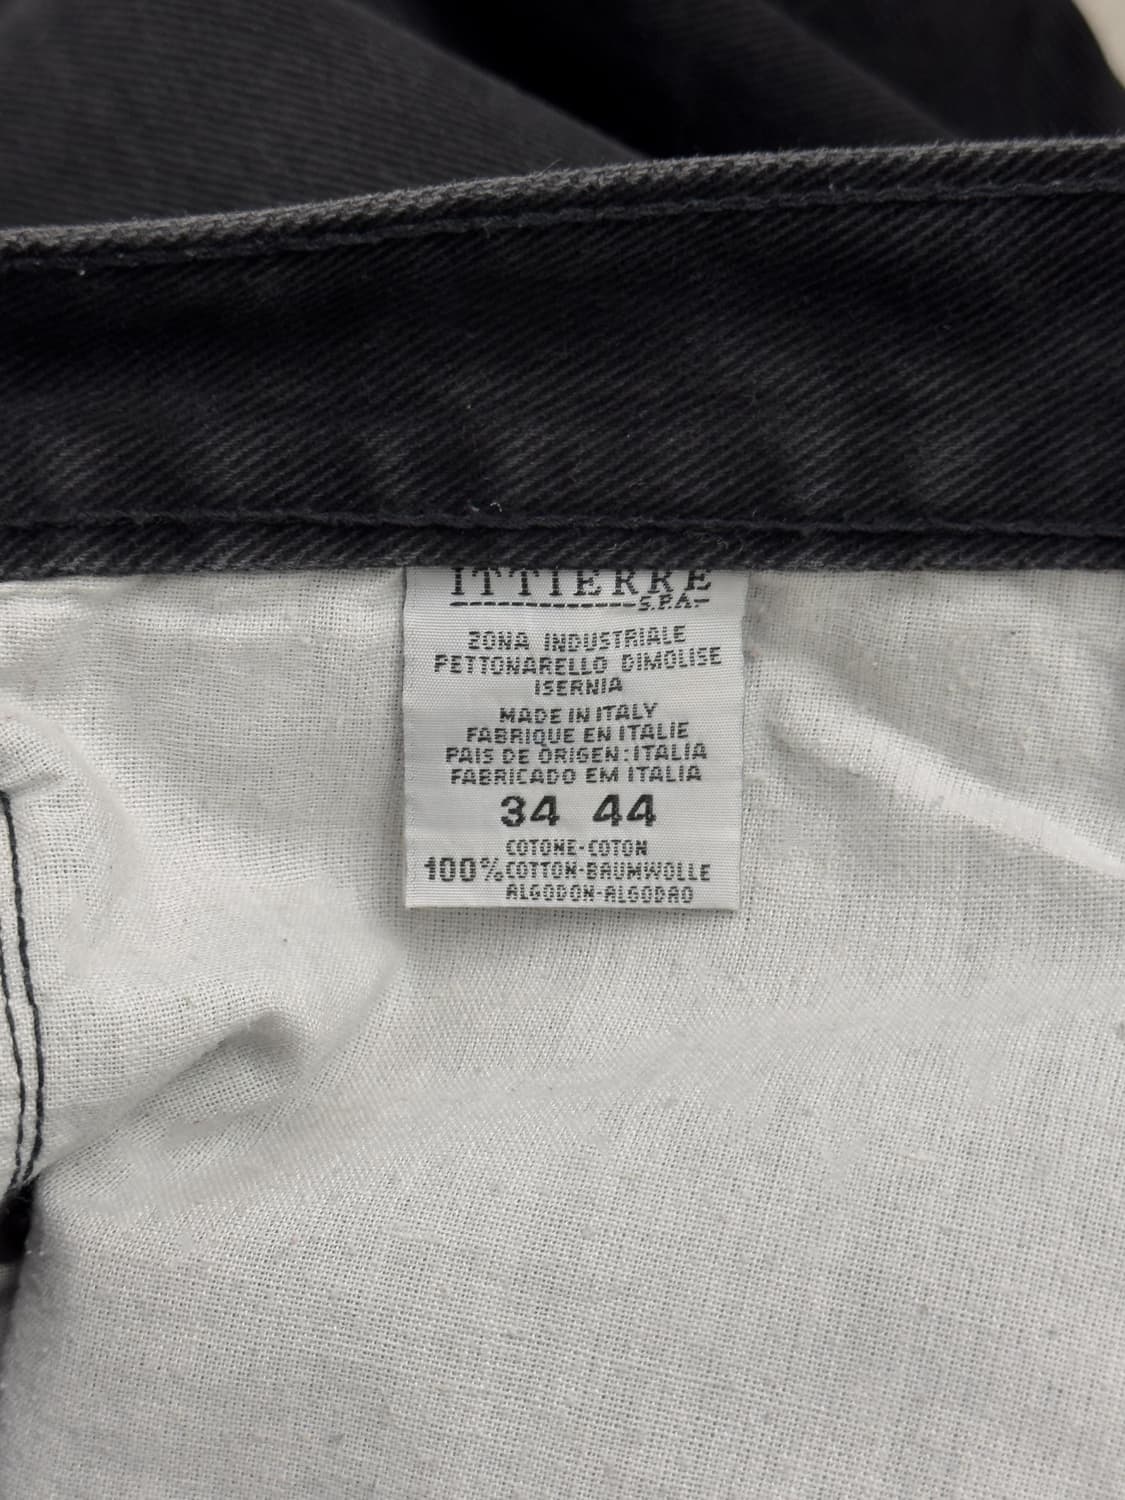 ITTIERRE
S.P.A.
ZONA INDUSTRIALE
PETTONARELLO DIMOLISE
ISERNIA
MADE IN ITALY
FABRIQUE EN ITALIE
PAIS DE ORIGEN: ITALIA
FABRICADO EM ITALIA
34 44
COTONE-COTON
100% COTTON-BAUMWOLLE
ALGODON-ALGODAO